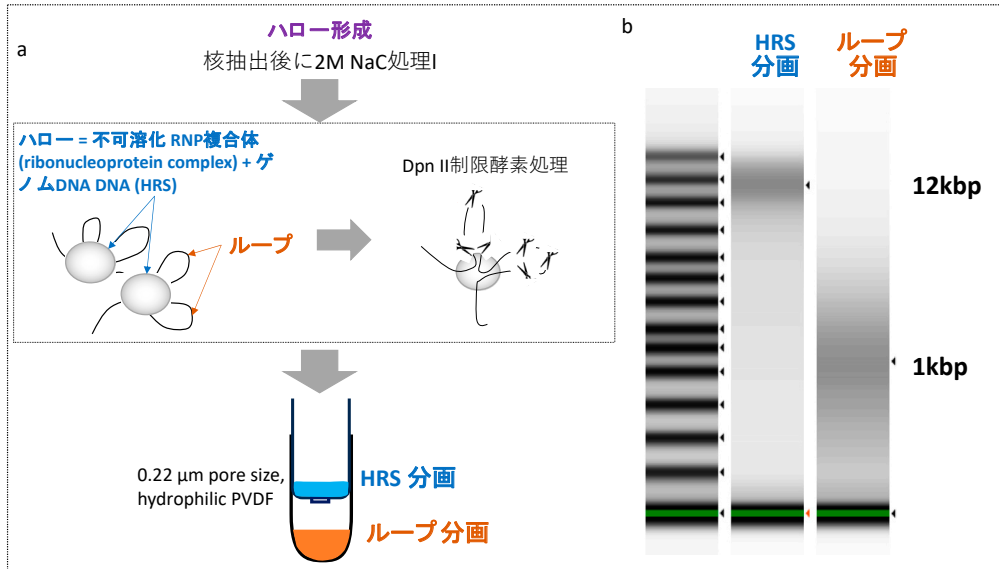 a
ハロー形成
核抽出後に2M NaC処理l
ハロー = 不可溶化 RNP複合体
(ribonucleoprotein complex) + ゲ
ノムDNA DNA (HRS)
ループ
Dpn II制限酵素処理
0.22 µm pore size,
hydrophilic PVDF
HRS 分画
ループ 分画
b
HRS
分画
ループ
分画
12kbp
1kbp